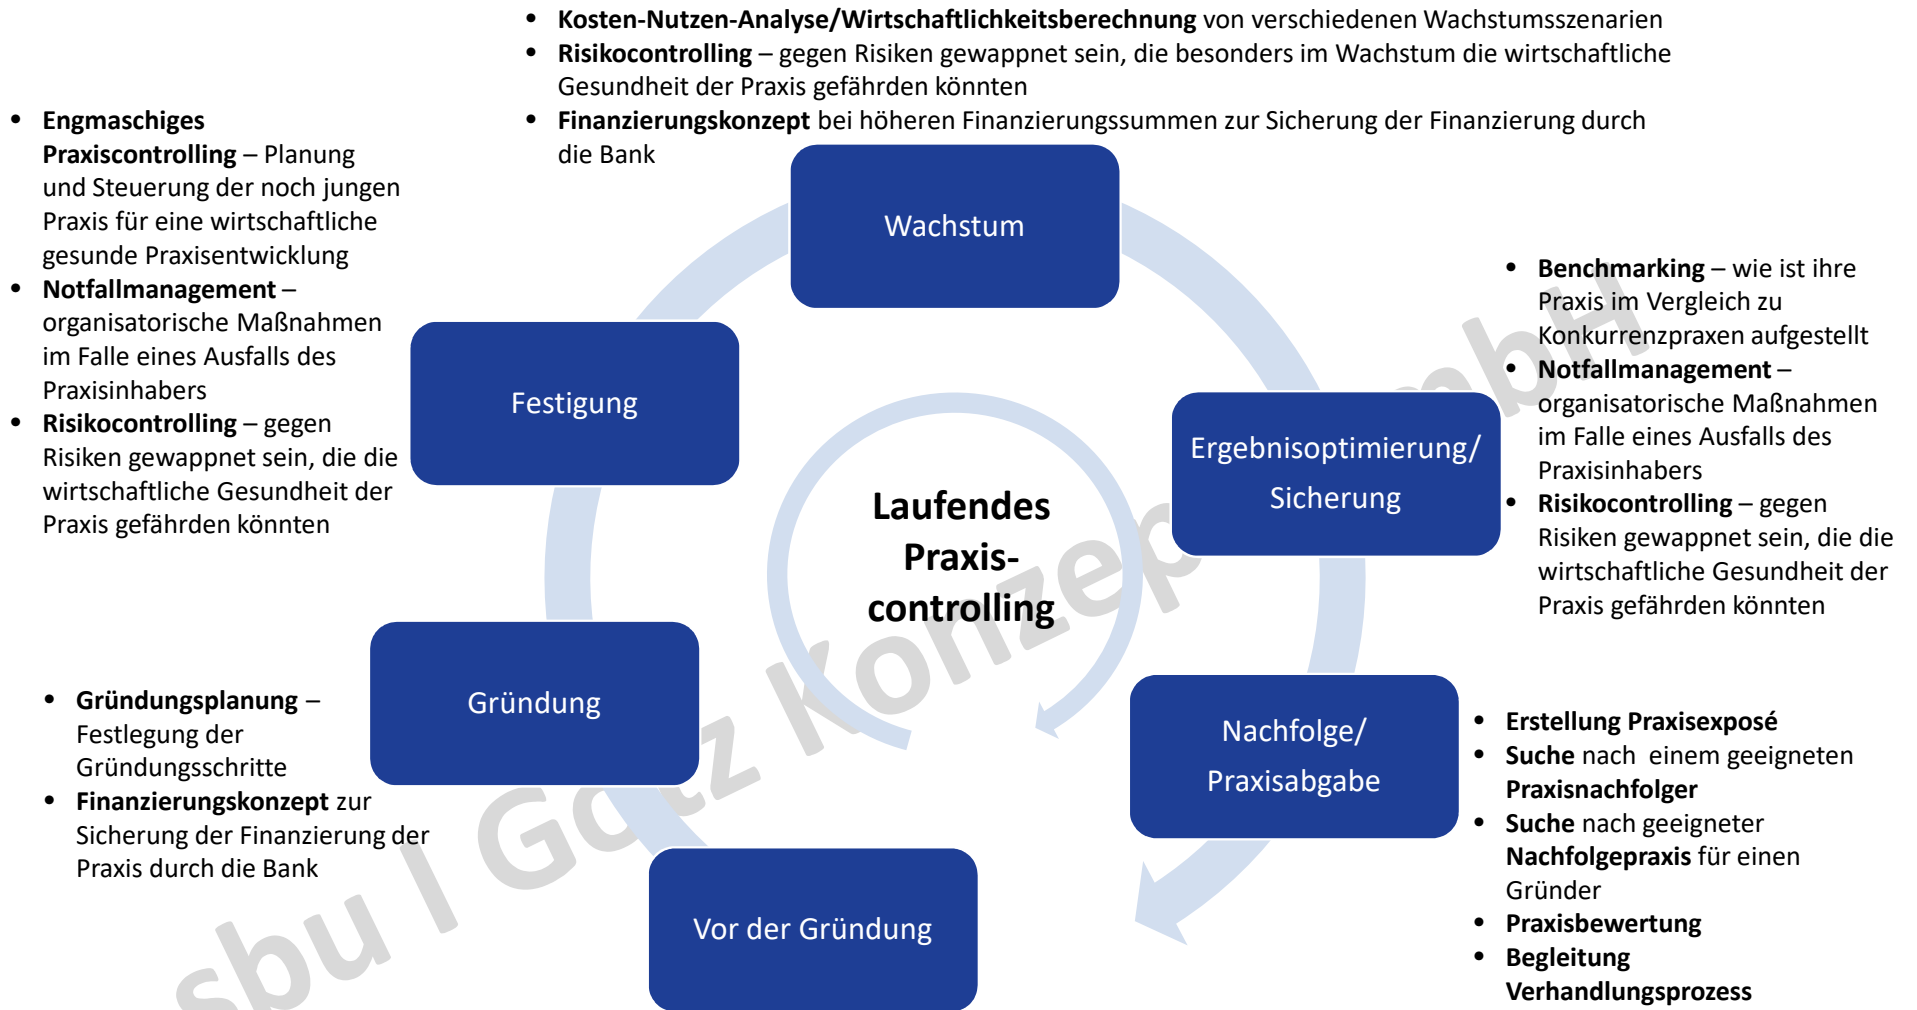 • Kosten-Nutzen-Analyse/Wirtschaftlichkeitsberechnung von verschiedenen Wachstumsszenarien
• Risikocontrolling – gegen Risiken gewappnet sein, die besonders im Wachstum die wirtschaftliche
Gesundheit der Praxis gefährden könnten
• Finanzierungskonzept bei höheren Finanzierungssummen zur Sicherung der Finanzierung durch
die Bank
• Engmaschiges
Praxiscontrolling – Planung
und Steuerung der noch jungen
Praxis für eine wirtschaftliche
gesunde Praxisentwicklung
• Notfallmanagement –
organisatorische Maßnahmen
im Falle eines Ausfalls des
Praxisinhabers
• Risikocontrolling – gegen
Risiken gewappnet sein, die die
wirtschaftliche Gesundheit der
Praxis gefährden könnten
Wachstum
Festigung
• Benchmarking – wie ist ihre
Praxis im Vergleich zu
Konkurrenzpraxen aufgestellt
• Notfallmanagement –
organisatorische Maßnahmen
im Falle eines Ausfalls des
Praxisinhabers
• Risikocontrolling – gegen
Risiken gewappnet sein, die die
wirtschaftliche Gesundheit der
Praxis gefährden könnten
Ergebnisoptimierung/
Sicherung
Laufendes
Praxis-
controlling
Gründung
• Gründungsplanung –
Festlegung der
Gründungsschritte
• Finanzierungskonzept zur
Sicherung der Finanzierung der
Praxis durch die Bank
Nachfolge/
Praxisabgabe
• Erstellung Praxisexposé
• Suche nach  einem geeigneten
Praxisnachfolger
• Suche nach geeigneter
Nachfolgepraxis für einen
Gründer
• Praxisbewertung
• Begleitung
Verhandlungsprozess
Vor der Gründung
sbu I Götz